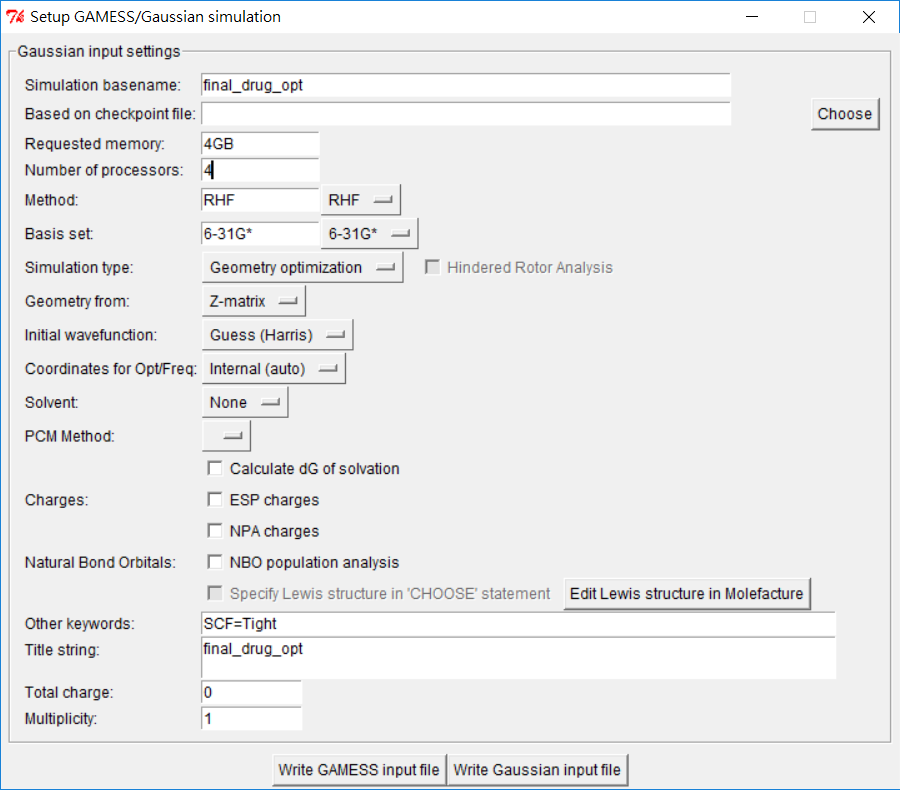 Setup GAMESS/Gaussian simulation
Gaussian input settings
Simulation basename: final_drug_opt
Based on checkpoint file: Choose
Requested memory: 4GB
Number of processors: 4
Method: RHF RHF
Basis set: 6-31G* 6-31G*
Simulation type: Geometry optimization Hindered Rotor Analysis
Geometry from: Z-matrix
Initial wavefunction: Guess (Harris)
Coordinates for Opt/Freq: Internal (auto)
Solvent: None
PCM Method:
Calculate dG of solvation
Charges: ESP charges
NPA charges
Natural Bond Orbitals: NBO population analysis
Specify Lewis structure in 'CHOOSE' statement Edit Lewis structure in Molefacture
Other keywords: SCF=Tight
Title string: final_drug_opt
Total charge: 0
Multiplicity: 1
Write GAMESS input file Write Gaussian input file